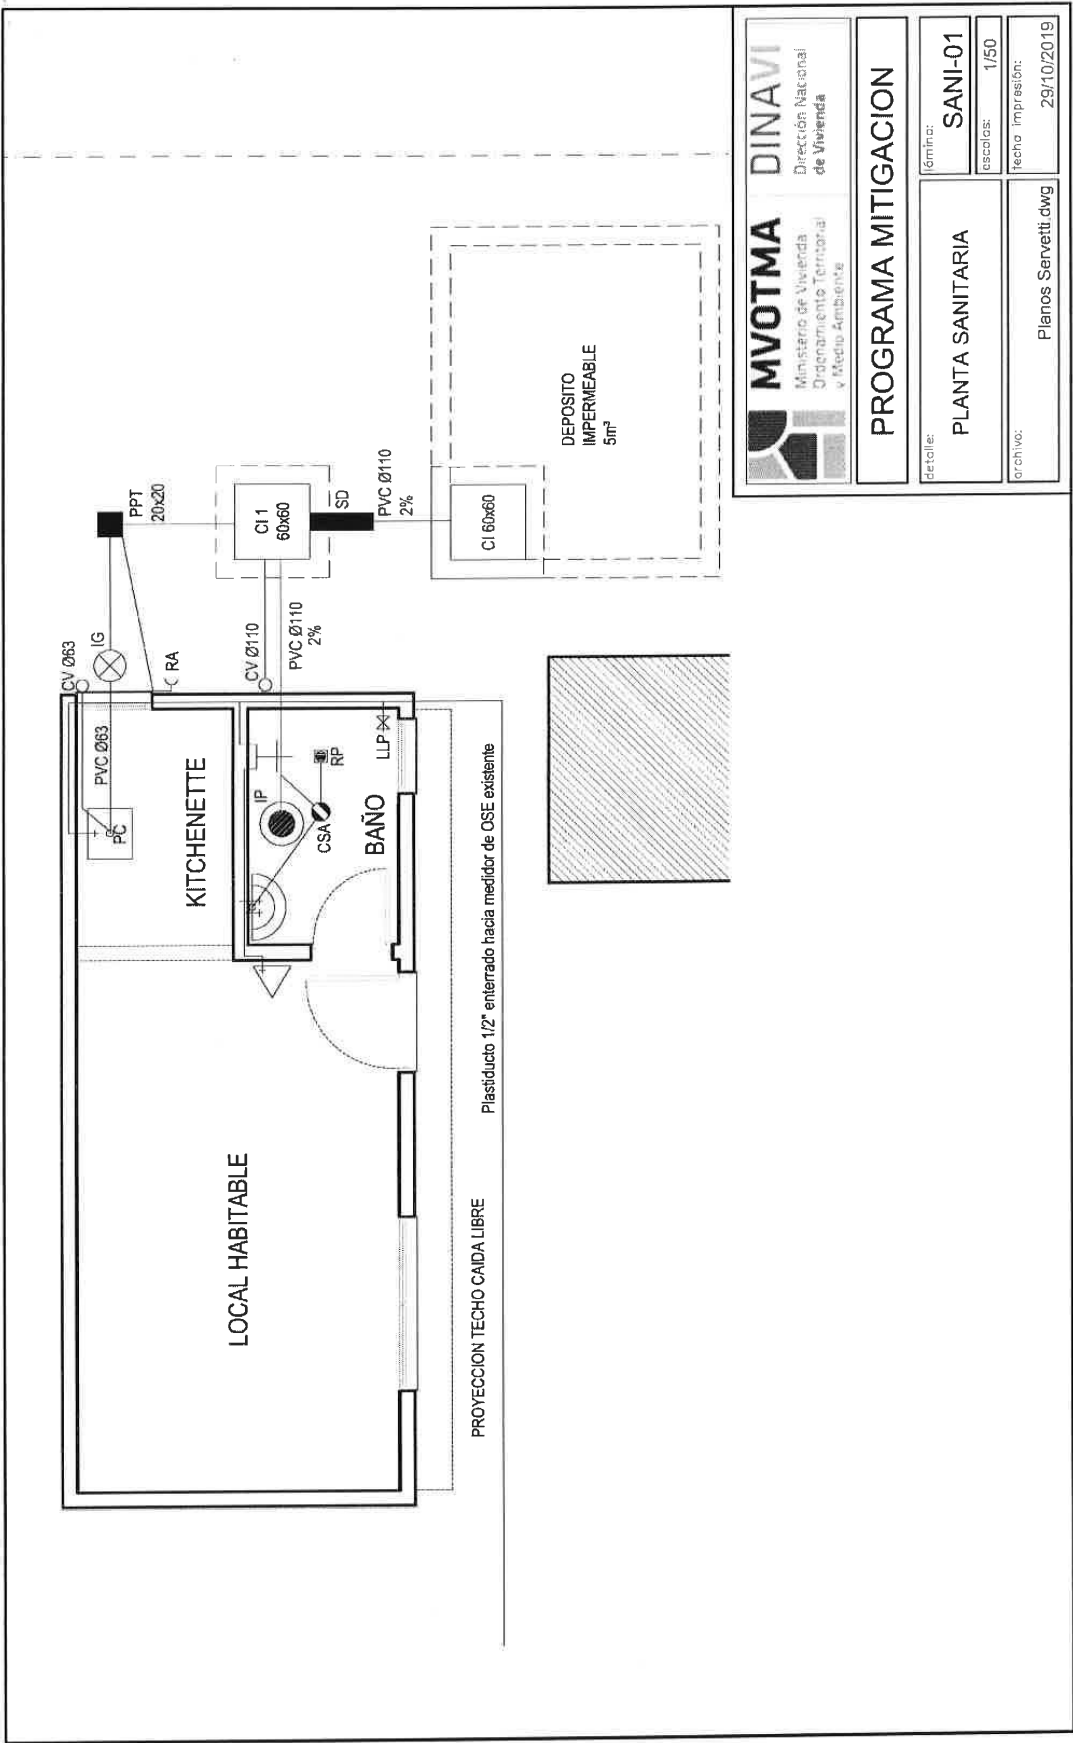 CV Ø63
IG
PPT
20x20
PVC Ø63
PC
RA
KITCHENETTE
CV Ø110
PVC Ø110
2%
CI 1
60x60
SD
PVC Ø110
2%
CI 60x60
DEPOSITO
IMPERMEABLE
5m³
IP
RP
CSA
LLP
BAÑO
LOCAL HABITABLE
PROYECCION TECHO CAIDA LIBRE
Plastiducto 1/2" enterrado hacia medidor de OSE existente
MVOTMA
Ministerio de Vivienda
Ordenamiento Territorial
y Medio Ambiente
DINAVI
Dirección Nacional
de Vivienda
PROGRAMA MITIGACION
detalle:
PLANTA SANITARIA
lámina:
SANI-01
escalas:
1/50
archivo:
Planos Servetti.dwg
fecha impresión:
29/10/2019